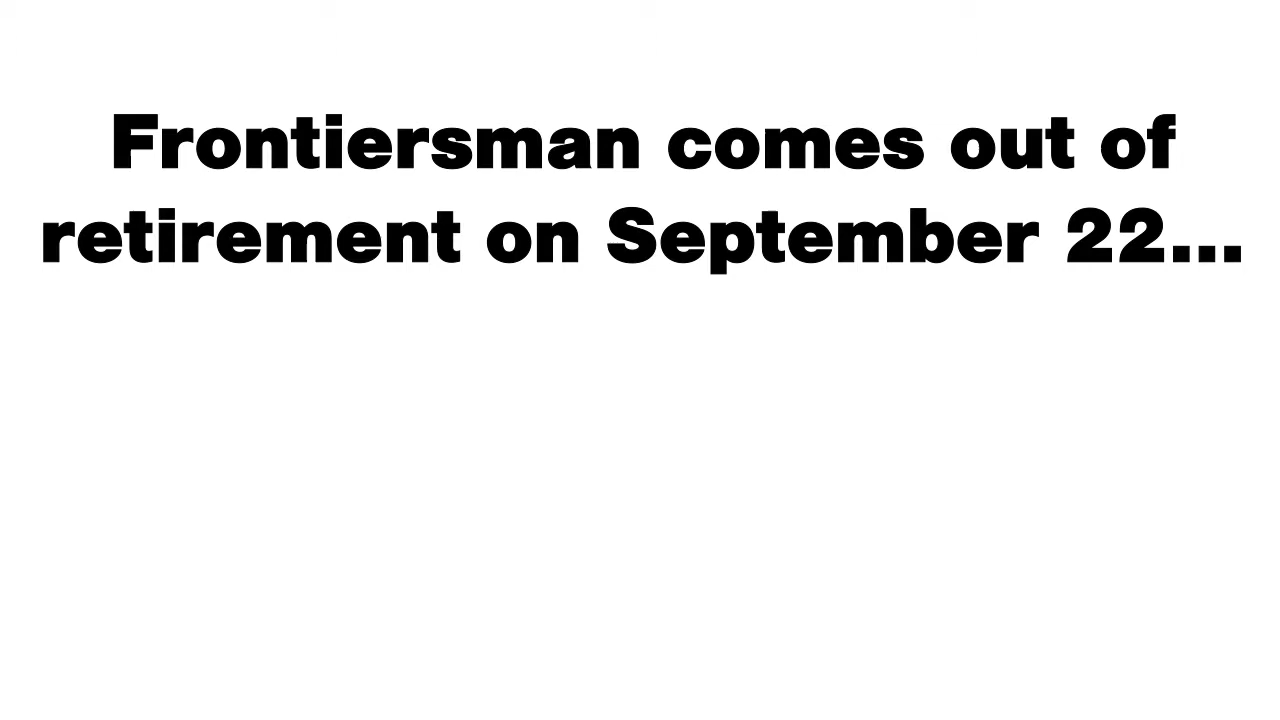 Frontiersman comes out of
retirement on September 22...